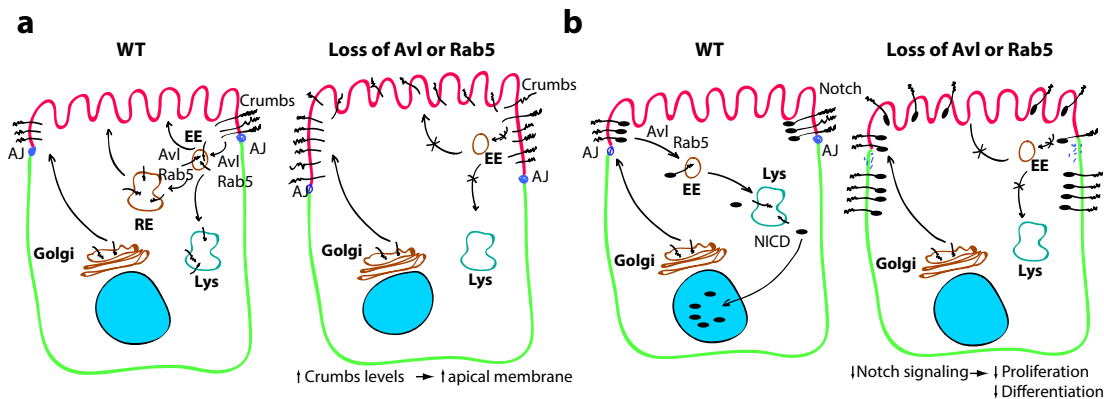 a
WT
Loss of Avl or Rab5
Crumbs
EE
Avl
Rab5
Avl
Rab5
AJ
AJ
RE
Golgi
Lys
Crumbs
EE
AJ
AJ
Golgi
Lys
↑ Crumbs levels → ↑ apical membrane
b
WT
Loss of Avl or Rab5
Notch
Avl
Rab5
AJ
AJ
EE
Lys
NICD
Golgi
EE
Lys
Golgi
↓Notch signaling → ↓ Proliferation
↓ Differentiation